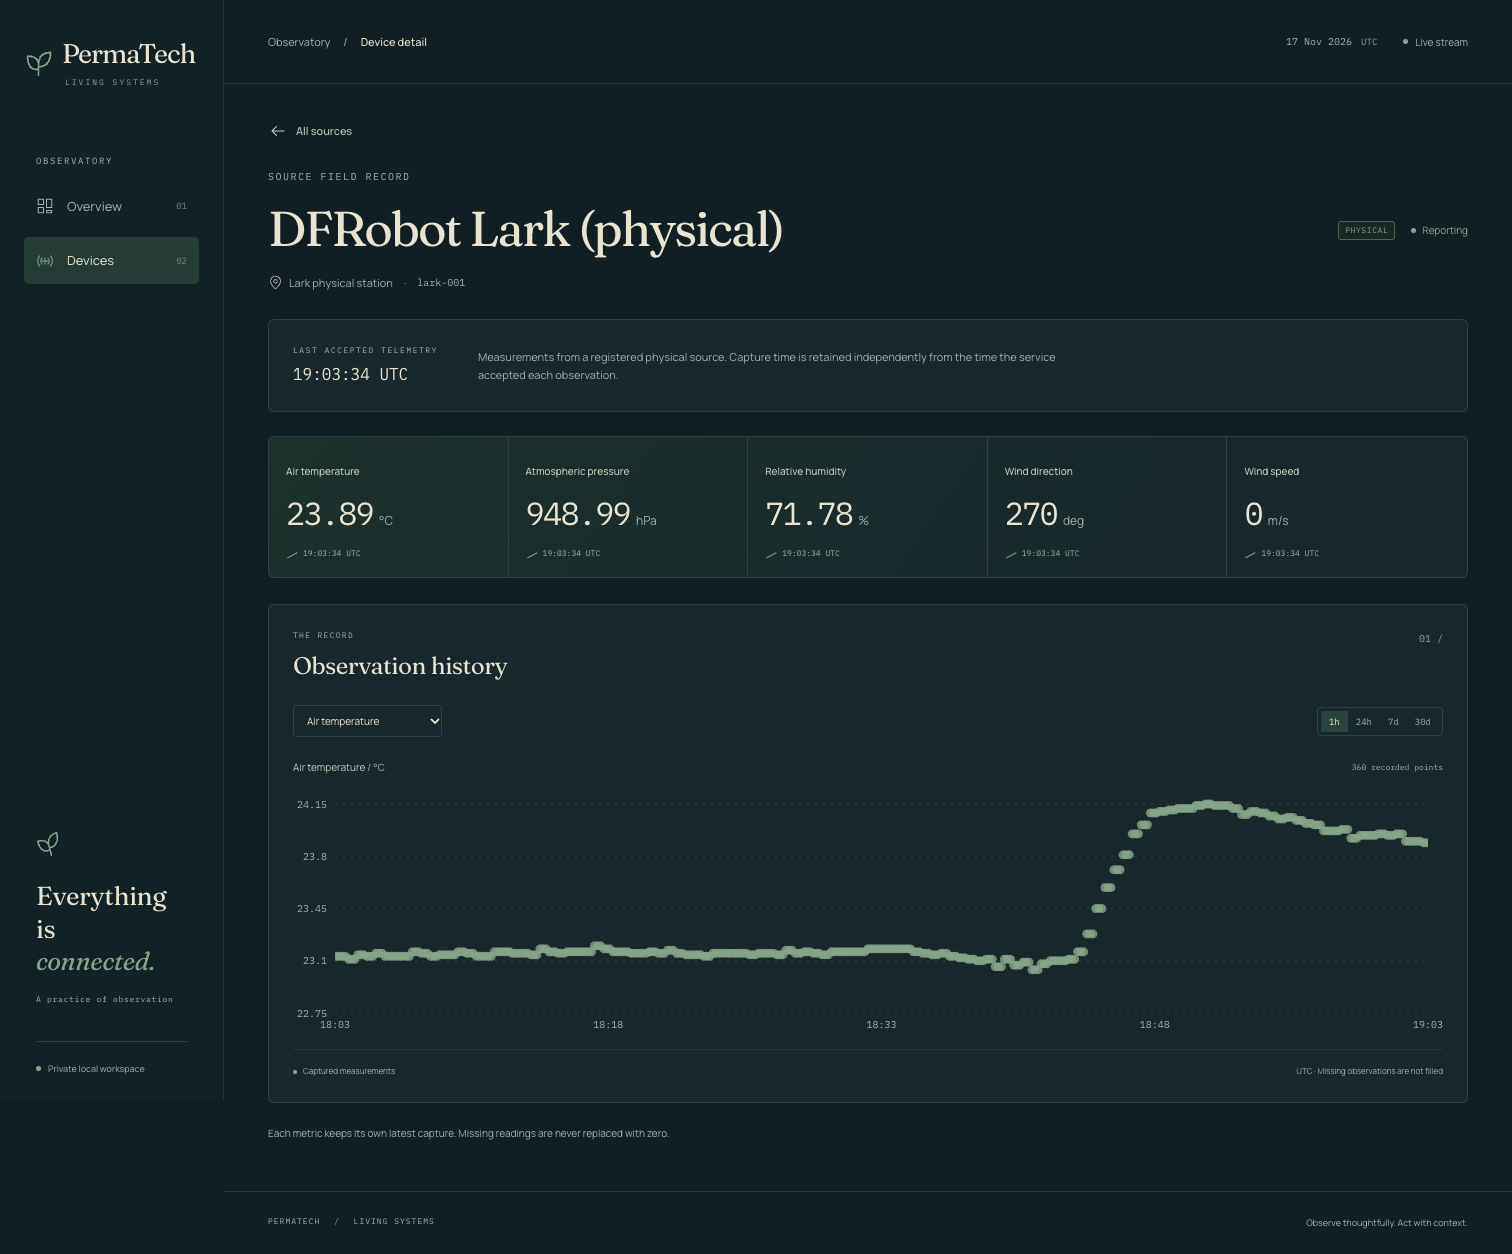 PermaTech
LIVING SYSTEMS
OBSERVATORY
Overview 01
Devices 02
Everything
is
connected.
A practice of observation
Private local workspace
Observatory / Device detail
17 Nov 2026 UTC Live stream
All sources
SOURCE FIELD RECORD
DFRobot Lark (physical)
PHYSICAL Reporting
Lark physical station · lark-001
LAST ACCEPTED TELEMETRY
19:03:34 UTC
Measurements from a registered physical source. Capture time is retained independently from the time the service
accepted each observation.
Air temperature
23.89 °C
19:03:34 UTC
Atmospheric pressure
948.99 hPa
19:03:34 UTC
Relative humidity
71.78 %
19:03:34 UTC
Wind direction
270 deg
19:03:34 UTC
Wind speed
0 m/s
19:03:34 UTC
THE RECORD
01 /
Observation history
Air temperature
1h 24h 7d 30d
Air temperature / °C
360 recorded points
24.15
23.8
23.45
23.1
22.75
18:03 18:18 18:33 18:48 19:03
Captured measurements
UTC · Missing observations are not filled
Each metric keeps its own latest capture. Missing readings are never replaced with zero.
PERMATECH / LIVING SYSTEMS
Observe thoughtfully. Act with context.